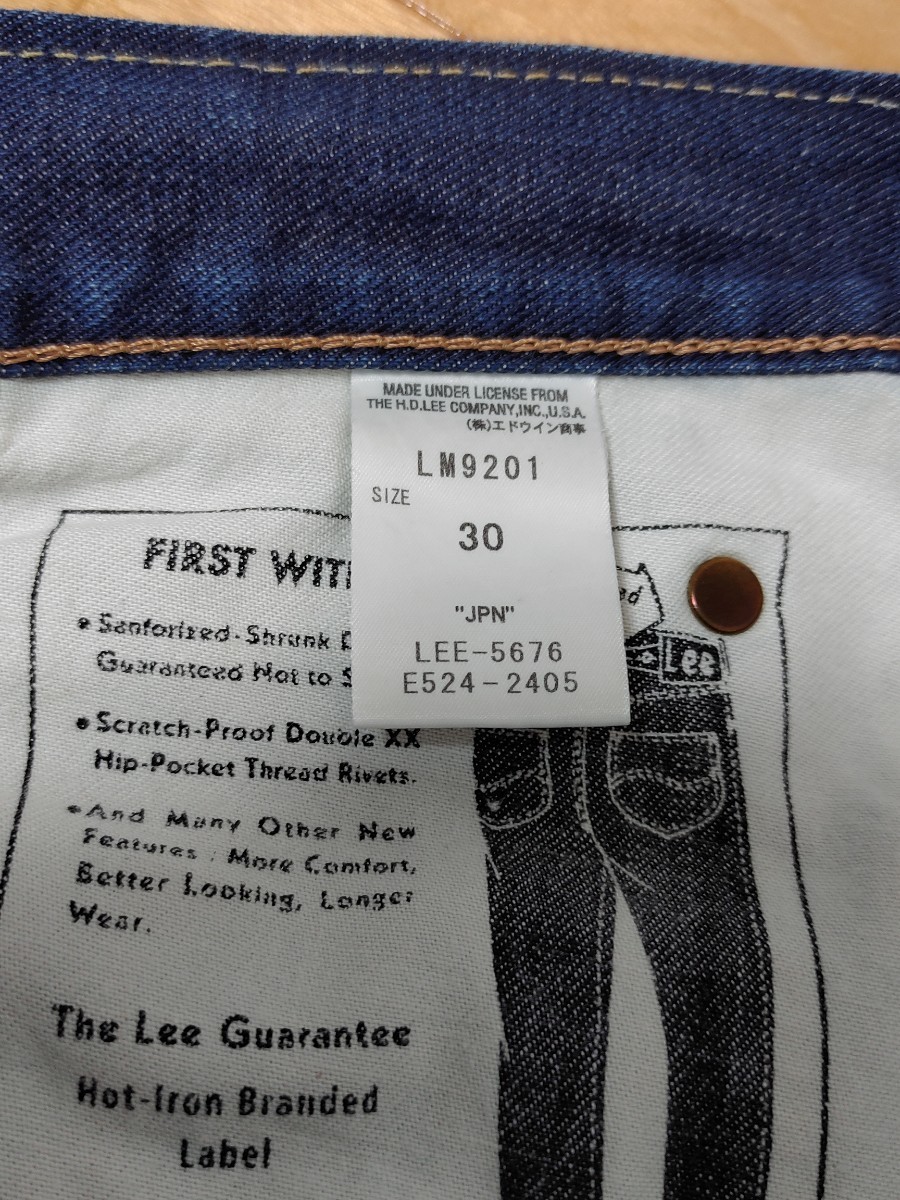 MADE UNDER LICENSE FROM
THE H.D.LEE COMPANY,INC.,U.S.A.
(株)エドウイン商事
LM9201
SIZE
30
"JPN"
LEE-5676
E524-2405
FIRST WITH
• Sanforized-Shrunk D
Guaranteed Not to S
• Scratch-Proof Double XX
Hip-Pocket Thread Rivets.
• And Many Other New
Features : More Comfort,
Better Looking, Longer
Wear.
The Lee Guarantee
Hot-Iron Branded
Label
Lee